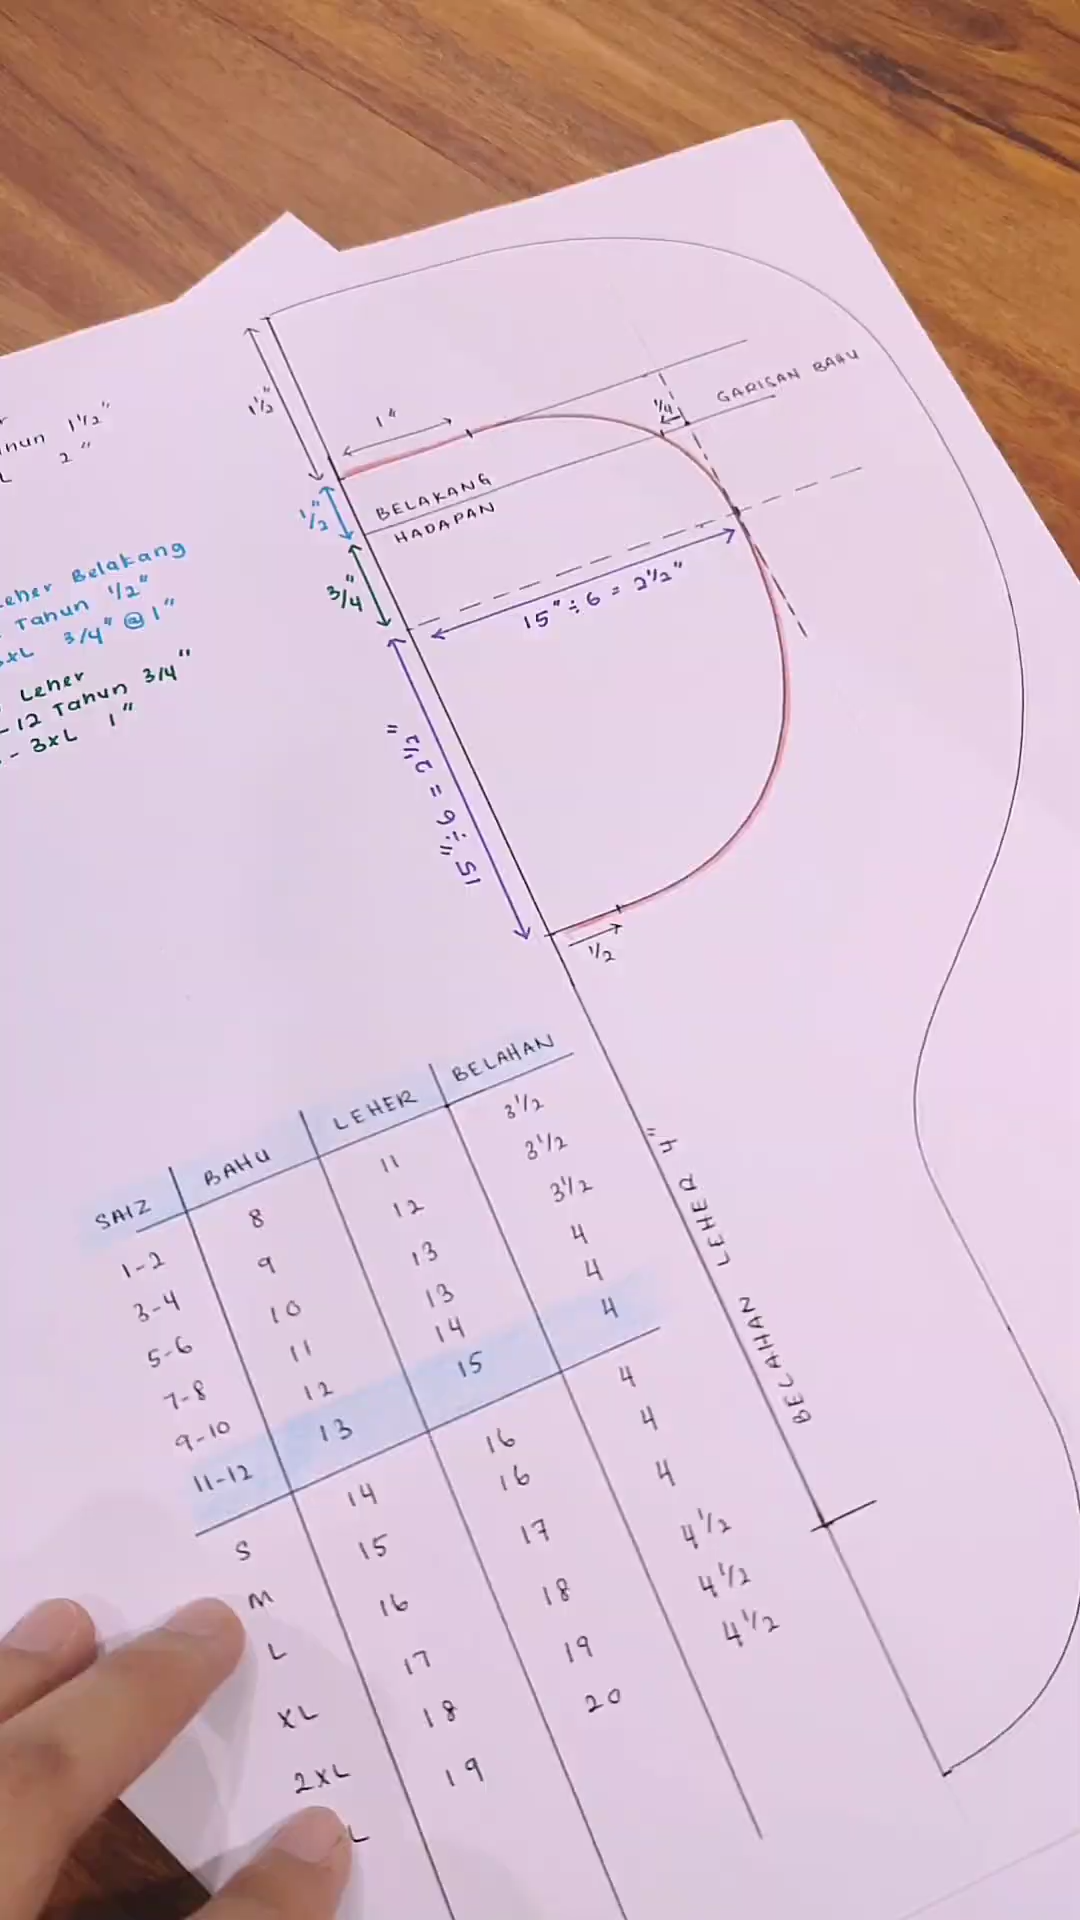 1½"
2"
Leher Belakang
Tahun 1/2"
3/4" @ 1"
Leher
-12 Tahun 3/4"
- 3XL 1"
1½"
1"
1/4
GARISAN BAHU
1/2"
BELAKANG
HADAPAN
3/4"
15" ÷ 6 = 2½"
15" ÷ 6 = 2½"
1/2
BELAHAN LEHER 4"
SAIZ BAHU LEHER BELAHAN
1-2 8 11 3½
3-4 9 12 3½
5-6 10 13 3½
7-8 11 13 4
9-10 12 14 4
11-12 13 15 4
S 14 16 4
M 15 16 4
L 16 17 4
XL 17 18 4½
2XL 18 19 4½
L 19 20 4½